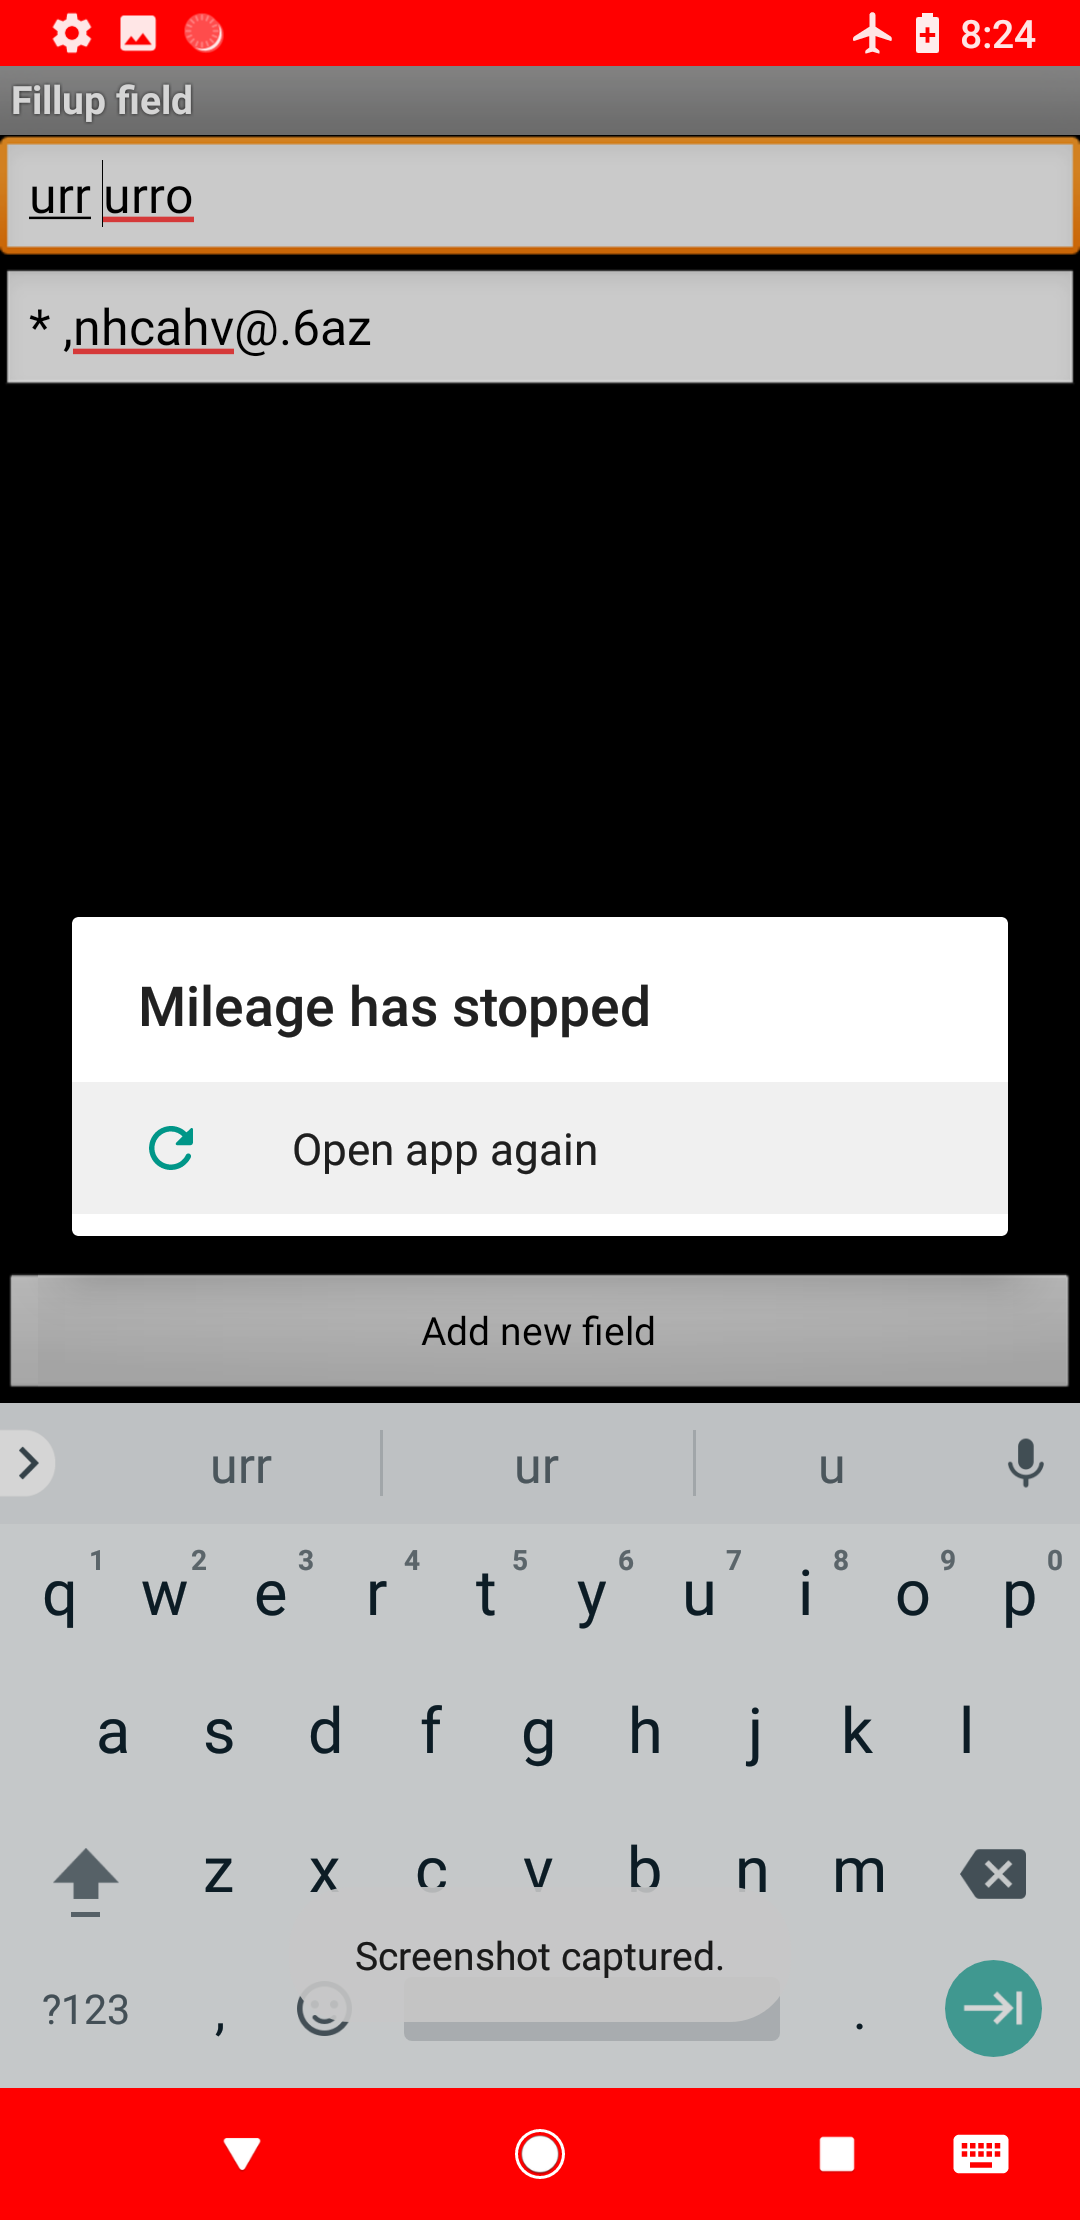 8:24
Fillup field
urr urro
* ,nhcahv@.6az
Mileage has stopped
Open app again
Add new field
urr ur u
1 2 3 4 5 6 7 8 9 0
q w e r t y u i o p
a s d f g h j k l
z x c v b n m
Screenshot captured.
?123 , .